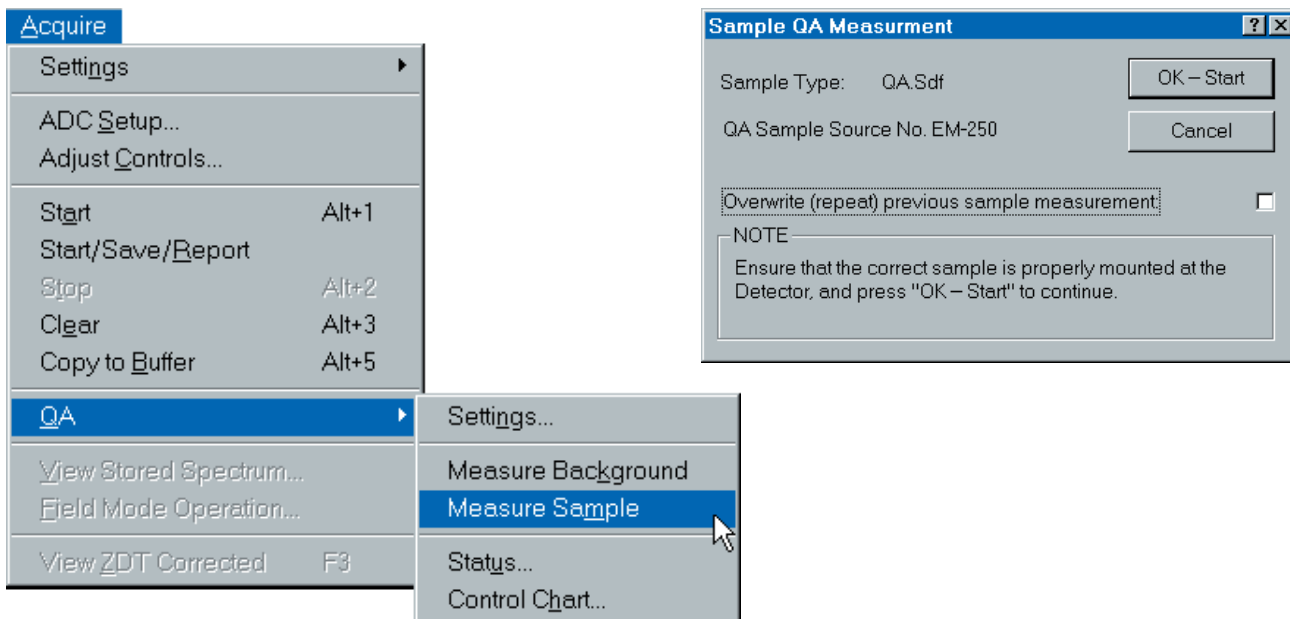 Acquire
Settings
ADC Setup...
Adjust Controls...
Start Alt+1
Start/Save/Report
Stop Alt+2
Clear Alt+3
Copy to Buffer Alt+5
QA
View Stored Spectrum...
Field Mode Operation...
View ZDT Corrected F3
Settings...
Measure Background
Measure Sample
Status...
Control Chart...
Sample QA Measurment
Sample Type: QA.Sdf
OK – Start
QA Sample Source No. EM-250
Cancel
Overwrite (repeat) previous sample measurement:
NOTE
Ensure that the correct sample is properly mounted at the
Detector, and press "OK – Start" to continue.